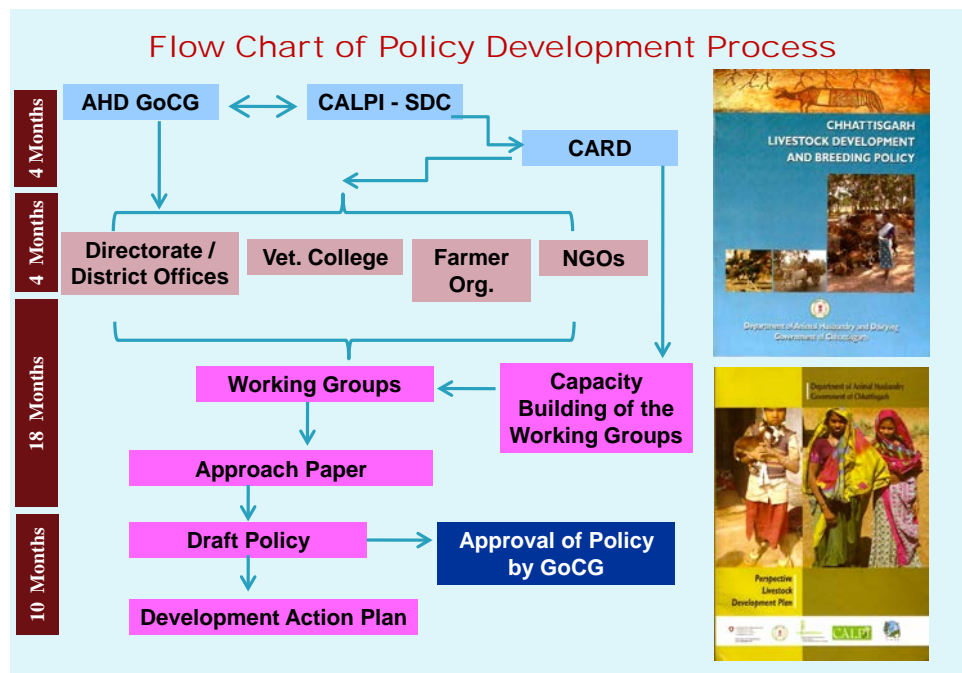 Flow Chart of Policy Development Process
4 Months
AHD GoCG
CALPI - SDC
CARD
4 Months
Directorate /
District Offices
Vet. College
Farmer
Org.
NGOs
18 Months
Working Groups
Capacity
Building of the
Working Groups
Approach Paper
10 Months
Draft Policy
Approval of Policy
by GoCG
Development Action Plan
CHHATTISGARH
LIVESTOCK DEVELOPMENT
AND BREEDING POLICY
Department of Animal Husbandry and Dairying
Government of Chhattisgarh
Department of Animal Husbandry
Government of Chhattisgarh
Perspective
Livestock
Development Plan
CALPI